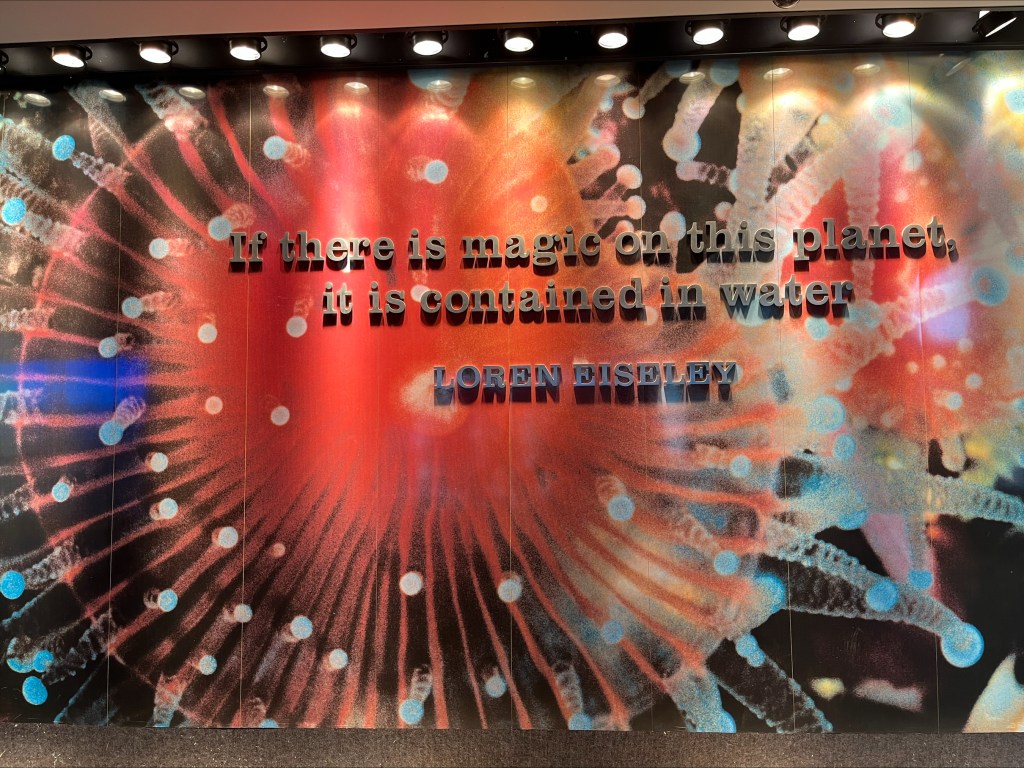 If there is magic on this planet,
it is contained in water
LOREN EISELEY